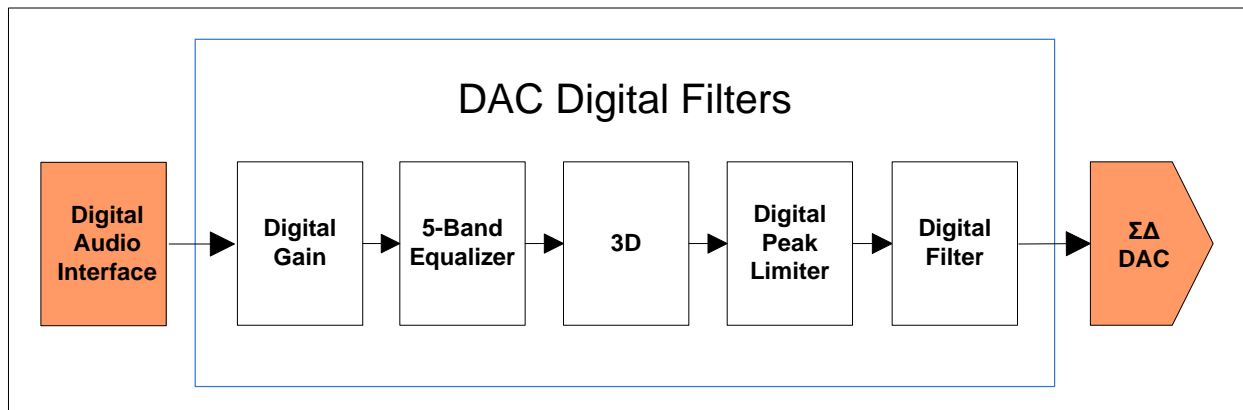 DAC Digital Filters
Digital
Audio
Interface
Digital
Gain
5-Band
Equalizer
3D
Digital
Peak
Limiter
Digital
Filter
ΣΔ
DAC